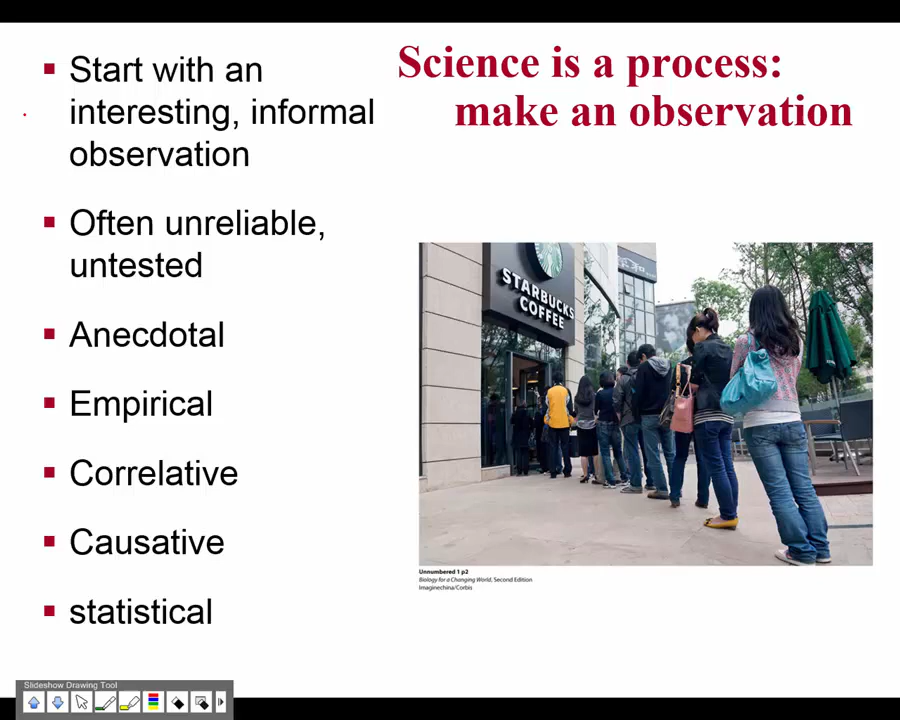 Science is a process:
make an observation
Start with an
interesting, informal
observation
Often unreliable,
untested
Anecdotal
Empirical
Correlative
Causative
statistical
STARBUCKS
COFFEE
Unnumbered 1 p2
Biology for a Changing World, Second Edition
Imaginechina/Corbis
Slideshow Drawing Tool